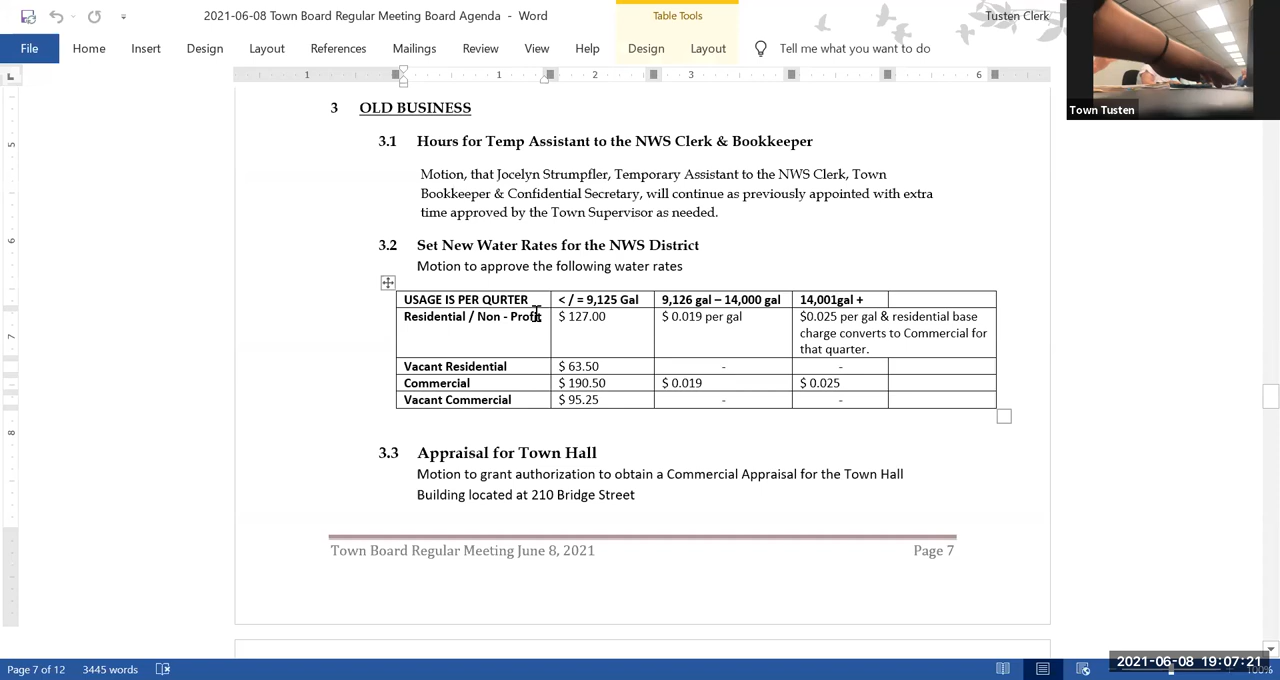 2021-06-08 Town Board Regular Meeting Board Agenda - Word
Table Tools
Tusten Clerk
File Home Insert Design Layout References Mailings Review View Help Design Layout Tell me what you want to do
Town Tusten
1 1 2 3 6
5
6
7
8
3 OLD BUSINESS
3.1 Hours for Temp Assistant to the NWS Clerk & Bookkeeper
Motion, that Jocelyn Strumpfler, Temporary Assistant to the NWS Clerk, Town
Bookkeeper & Confidential Secretary, will continue as previously appointed with extra
time approved by the Town Supervisor as needed.
3.2 Set New Water Rates for the NWS District
Motion to approve the following water rates
USAGE IS PER QURTER < / = 9,125 Gal 9,126 gal – 14,000 gal 14,001gal +
Residential / Non - Profit $ 127.00 $ 0.019 per gal $0.025 per gal & residential base
charge converts to Commercial for
that quarter.
Vacant Residential $ 63.50 - -
Commercial $ 190.50 $ 0.019 $ 0.025
Vacant Commercial $ 95.25 - -
3.3 Appraisal for Town Hall
Motion to grant authorization to obtain a Commercial Appraisal for the Town Hall
Building located at 210 Bridge Street
Town Board Regular Meeting June 8, 2021 Page 7
Page 7 of 12 3445 words
2021-06-08 19:07:21
100%